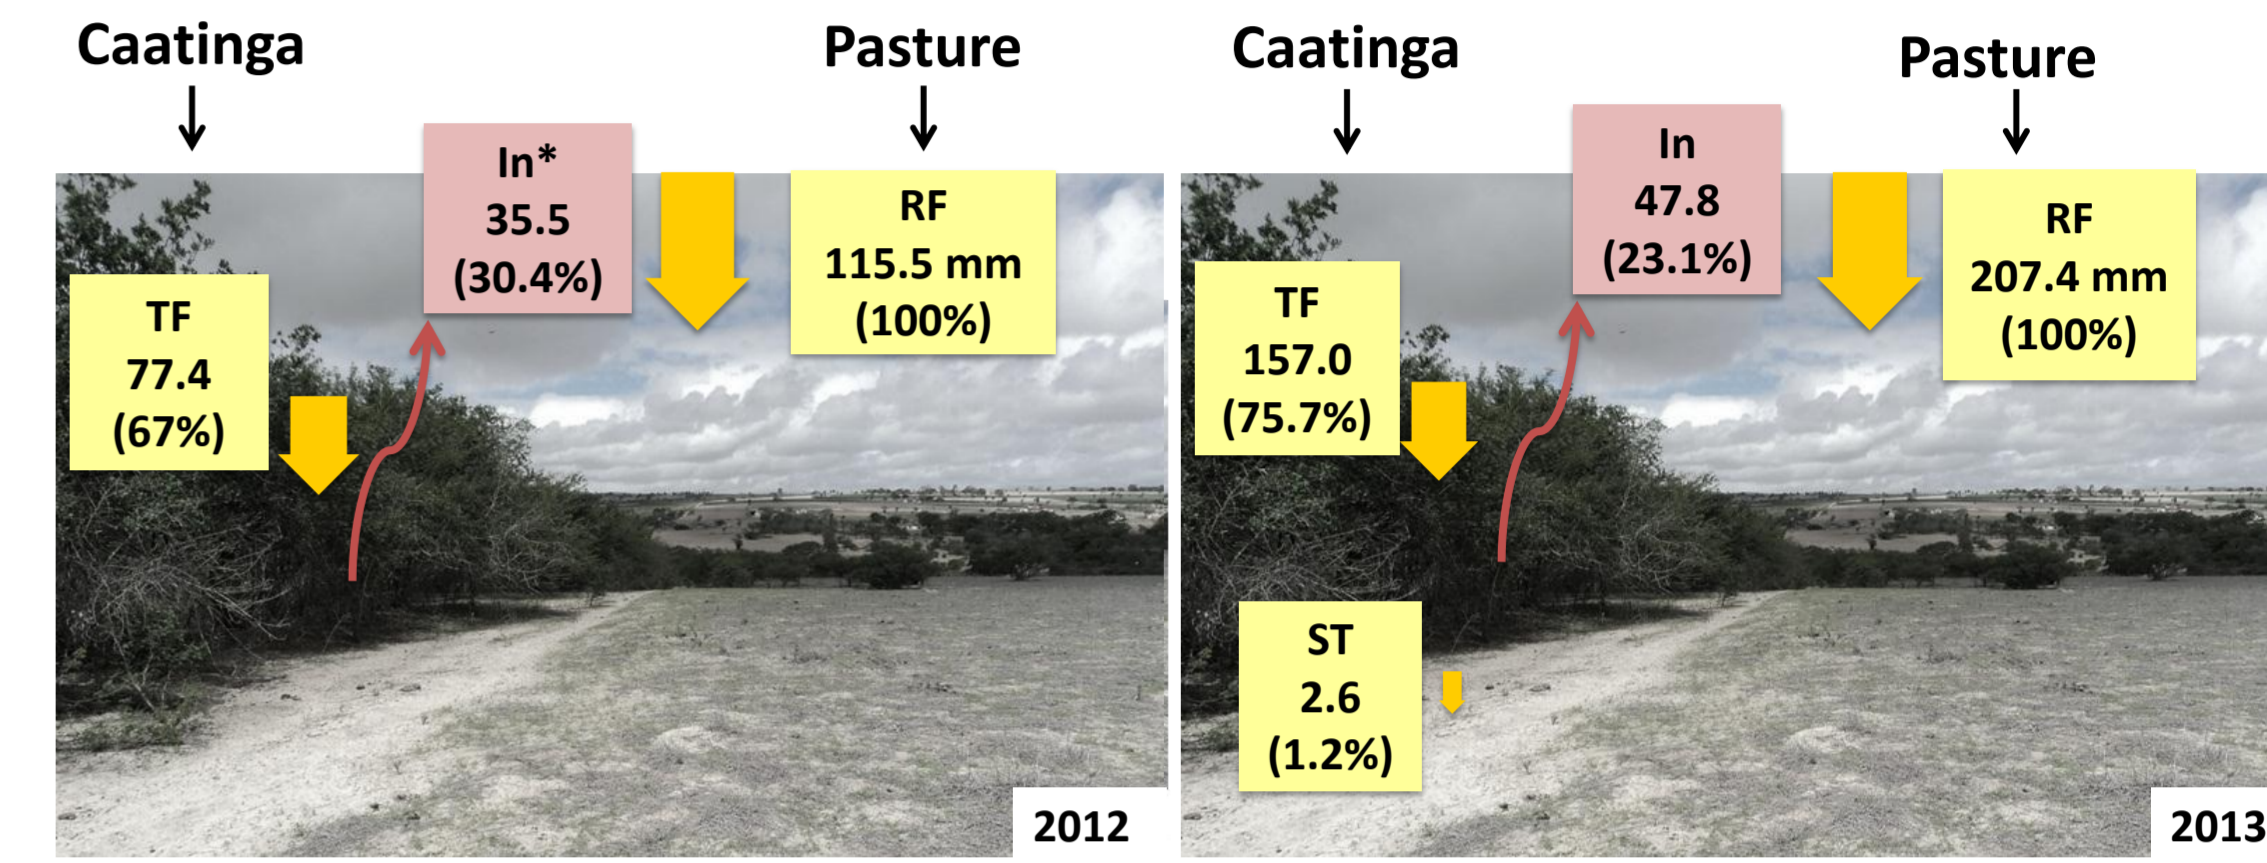 Caatinga
Pasture
In*
35.5
(30.4%)
RF
115.5 mm
(100%)
TF
77.4
(67%)
2012
Caatinga
Pasture
In
47.8
(23.1%)
RF
207.4 mm
(100%)
TF
157.0
(75.7%)
ST
2.6
(1.2%)
2013